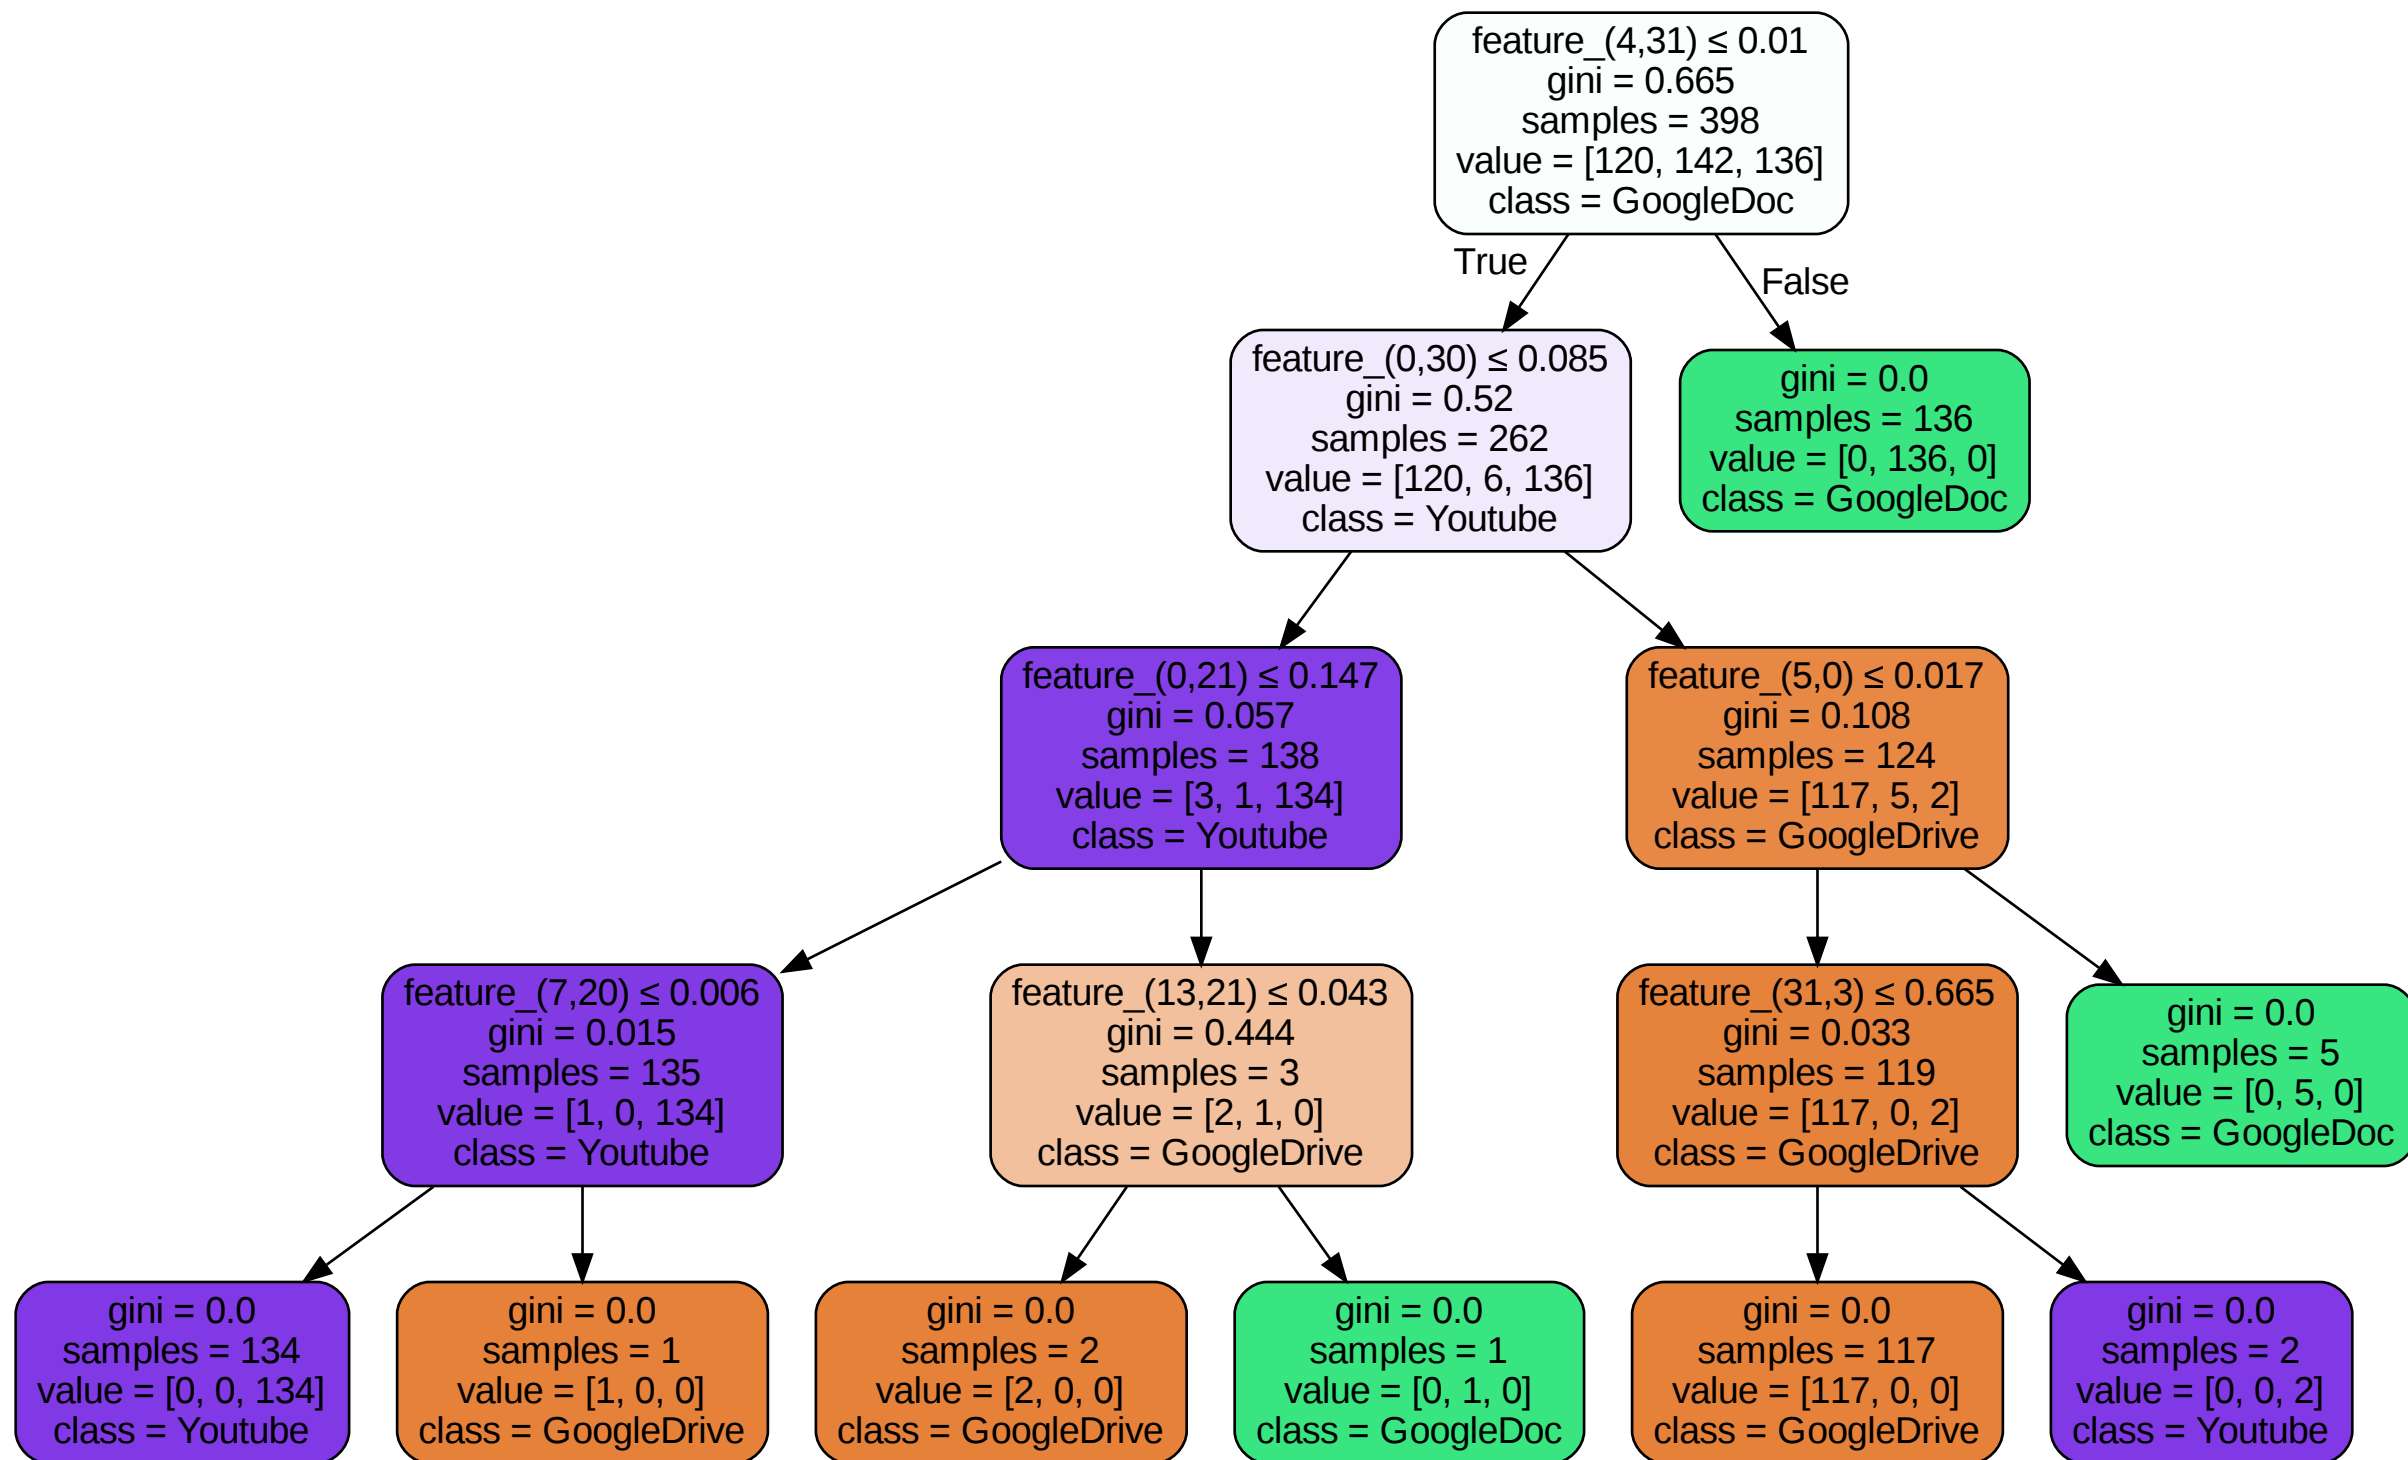 feature_(4,31) ≤ 0.01
gini = 0.665
samples = 398
value = [120, 142, 136]
class = GoogleDoc
True
False
feature_(0,30) ≤ 0.085
gini = 0.52
samples = 262
value = [120, 6, 136]
class = Youtube
gini = 0.0
samples = 136
value = [0, 136, 0]
class = GoogleDoc
feature_(0,21) ≤ 0.147
gini = 0.057
samples = 138
value = [3, 1, 134]
class = Youtube
feature_(5,0) ≤ 0.017
gini = 0.108
samples = 124
value = [117, 5, 2]
class = GoogleDrive
feature_(7,20) ≤ 0.006
gini = 0.015
samples = 135
value = [1, 0, 134]
class = Youtube
feature_(13,21) ≤ 0.043
gini = 0.444
samples = 3
value = [2, 1, 0]
class = GoogleDrive
feature_(31,3) ≤ 0.665
gini = 0.033
samples = 119
value = [117, 0, 2]
class = GoogleDrive
gini = 0.0
samples = 5
value = [0, 5, 0]
class = GoogleDoc
gini = 0.0
samples = 134
value = [0, 0, 134]
class = Youtube
gini = 0.0
samples = 1
value = [1, 0, 0]
class = GoogleDrive
gini = 0.0
samples = 2
value = [2, 0, 0]
class = GoogleDrive
gini = 0.0
samples = 1
value = [0, 1, 0]
class = GoogleDoc
gini = 0.0
samples = 117
value = [117, 0, 0]
class = GoogleDrive
gini = 0.0
samples = 2
value = [0, 0, 2]
class = Youtube